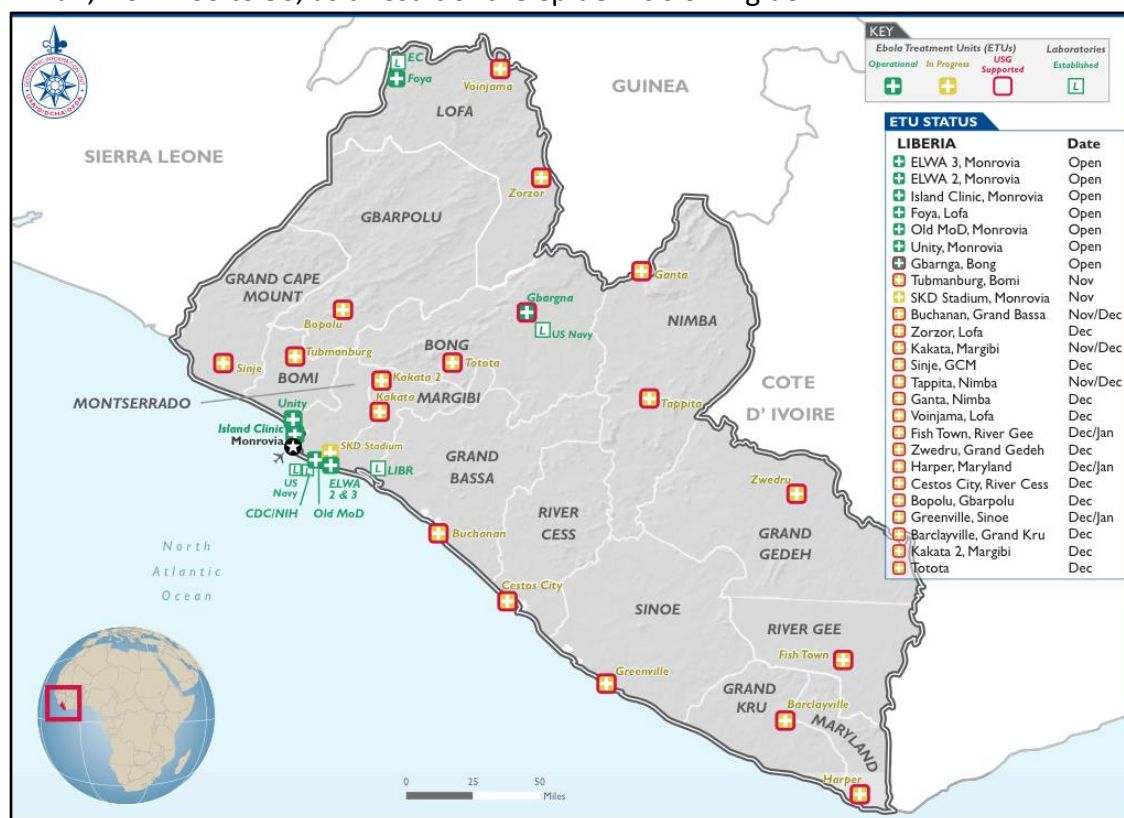 KEY
Ebola Treatment Units (ETUs)
Laboratories
Operational
In Progress
USG
Supported
Established
L
GEOGRAPHIC INFORMATION UNIT
USAID/DCHA/OFDA
ETU STATUS
LIBERIA Date
ELWA 3, Monrovia Open
ELWA 2, Monrovia Open
Island Clinic, Monrovia Open
Foya, Lofa Open
Old MoD, Monrovia Open
Unity, Monrovia Open
Gbarnga, Bong Open
Tubmanburg, Bomi Nov
SKD Stadium, Monrovia Nov
Buchanan, Grand Bassa Nov/Dec
Zorzor, Lofa Dec
Kakata, Margibi Nov/Dec
Sinje, GCM Dec
Tappita, Nimba Nov/Dec
Ganta, Nimba Dec
Voinjama, Lofa Dec
Fish Town, River Gee Dec/Jan
Zwedru, Grand Gedeh Dec
Harper, Maryland Dec/Jan
Cestos City, River Cess Dec
Bopolu, Gbarpolu Dec
Greenville, Sinoe Dec/Jan
Barclayville, Grand Kru Dec
Kakata 2, Margibi Dec
Totota Dec
L EC
Foya
Voinjama
LOFA
GUINEA
SIERRA LEONE
Zorzor
GBARPOLU
GRAND CAPE
MOUNT
Ganta
Gbargna
L US Navy
NIMBA
Bopolu
BONG
Totota
Sinje
Tubmanburg
BOMI
Kakata 2
MARGIBI
Kakata
MONTSERRADO
Tappita
COTE
D' IVOIRE
Unity
Island Clinic
Monrovia
SKD Stadium
L L
US
Navy
ELWA
2 & 3
L LIBR
CDC/NIH
Old MoD
GRAND
BASSA
Zwedru
RIVER
CESS
GRAND
GEDEH
Buchanan
North
Atlantic
Ocean
Cestos City
SINOE
RIVER GEE
Fish Town
Greenville
GRAND
KRU
Barclayville
MARYLAND
Harper
0 25 50
Miles